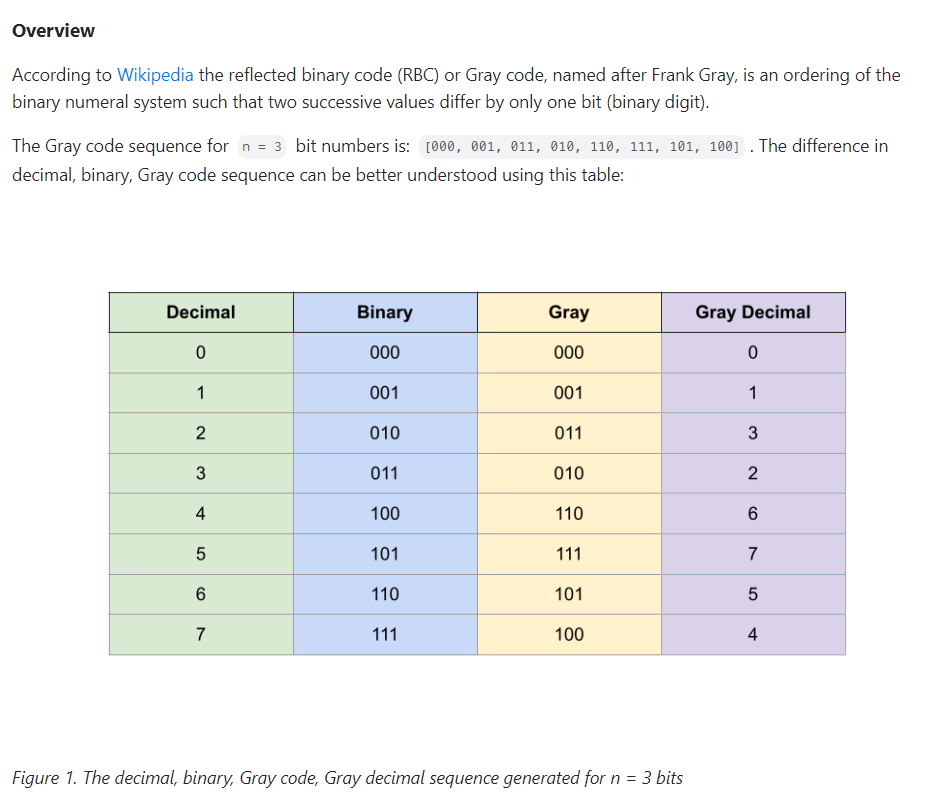 Overview
According to Wikipedia the reflected binary code (RBC) or Gray code, named after Frank Gray, is an ordering of the
binary numeral system such that two successive values differ by only one bit (binary digit).
The Gray code sequence for n = 3 bit numbers is: [000, 001, 011, 010, 110, 111, 101, 100] . The difference in
decimal, binary, Gray code sequence can be better understood using this table:
Decimal Binary Gray Gray Decimal
0 000 000 0
1 001 001 1
2 010 011 3
3 011 010 2
4 100 110 6
5 101 111 7
6 110 101 5
7 111 100 4
Figure 1. The decimal, binary, Gray code, Gray decimal sequence generated for n = 3 bits